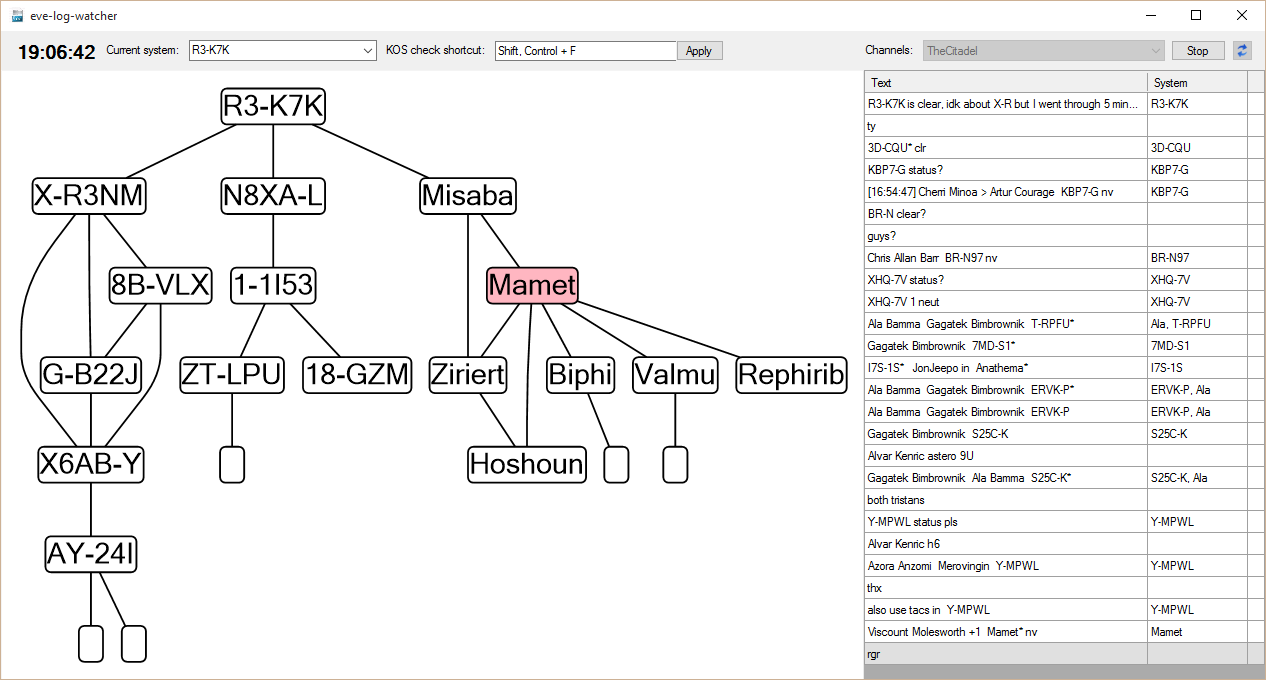 eve-log-watcher
19:06:42 Current system: R3-K7K KOS check shortcut: Shift, Control + F Apply Channels: TheCitadel Stop
R3-K7K
X-R3NM N8XA-L Misaba
8B-VLX 1-1I53 Mamet
G-B22J ZT-LPU 18-GZM Ziriert Biphi Valmu Rephirib
X6AB-Y Hoshoun
AY-24I
Text System
R3-K7K is clear, idk about X-R but I went through 5 min... R3-K7K
ty
3D-CQU* clr 3D-CQU
KBP7-G status? KBP7-G
[16:54:47] Cherri Minoa > Artur Courage KBP7-G nv KBP7-G
BR-N clear?
guys?
Chris Allan Barr BR-N97 nv BR-N97
XHQ-7V status? XHQ-7V
XHQ-7V 1 neut XHQ-7V
Ala Bamma Gagatek Bimbrownik T-RPFU* Ala, T-RPFU
Gagatek Bimbrownik 7MD-S1* 7MD-S1
I7S-1S* JonJeepo in Anathema* I7S-1S
Ala Bamma Gagatek Bimbrownik ERVK-P* ERVK-P, Ala
Ala Bamma Gagatek Bimbrownik ERVK-P ERVK-P, Ala
Gagatek Bimbrownik S25C-K S25C-K
Alvar Kenric astero 9U
Gagatek Bimbrownik Ala Bamma S25C-K* S25C-K, Ala
both tristans
Y-MPWL status pls Y-MPWL
Alvar Kenric h6
Azora Anzomi Merovingin Y-MPWL Y-MPWL
thx
also use tacs in Y-MPWL Y-MPWL
Viscount Molesworth +1 Mamet* nv Mamet
rgr